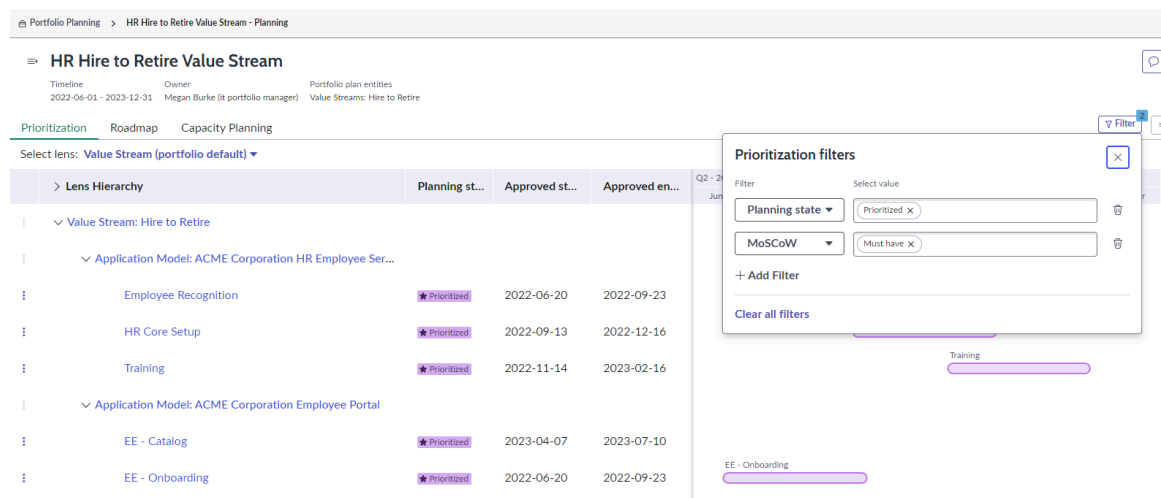 Portfolio Planning > HR Hire to Retire Value Stream - Planning
HR Hire to Retire Value Stream
Timeline Owner Portfolio plan entities
2022-06-01 - 2023-12-31 Megan Burke (it portfolio manager) Value Streams: Hire to Retire
Prioritization Roadmap Capacity Planning Filter 2
Select lens: Value Stream (portfolio default)
Lens Hierarchy Planning st... Approved st... Approved en...
Q2 - 2
Jun
Value Stream: Hire to Retire
Application Model: ACME Corporation HR Employee Ser...
Employee Recognition Prioritized 2022-06-20 2022-09-23
HR Core Setup Prioritized 2022-09-13 2022-12-16
Training Prioritized 2022-11-14 2023-02-16
Application Model: ACME Corporation Employee Portal
EE - Catalog Prioritized 2023-04-07 2023-07-10
EE - Onboarding Prioritized 2022-06-20 2022-09-23
Prioritization filters
Filter Select value
Planning state Prioritized
MoSCoW Must have
+ Add Filter
Clear all filters
Training
EE - Onboarding